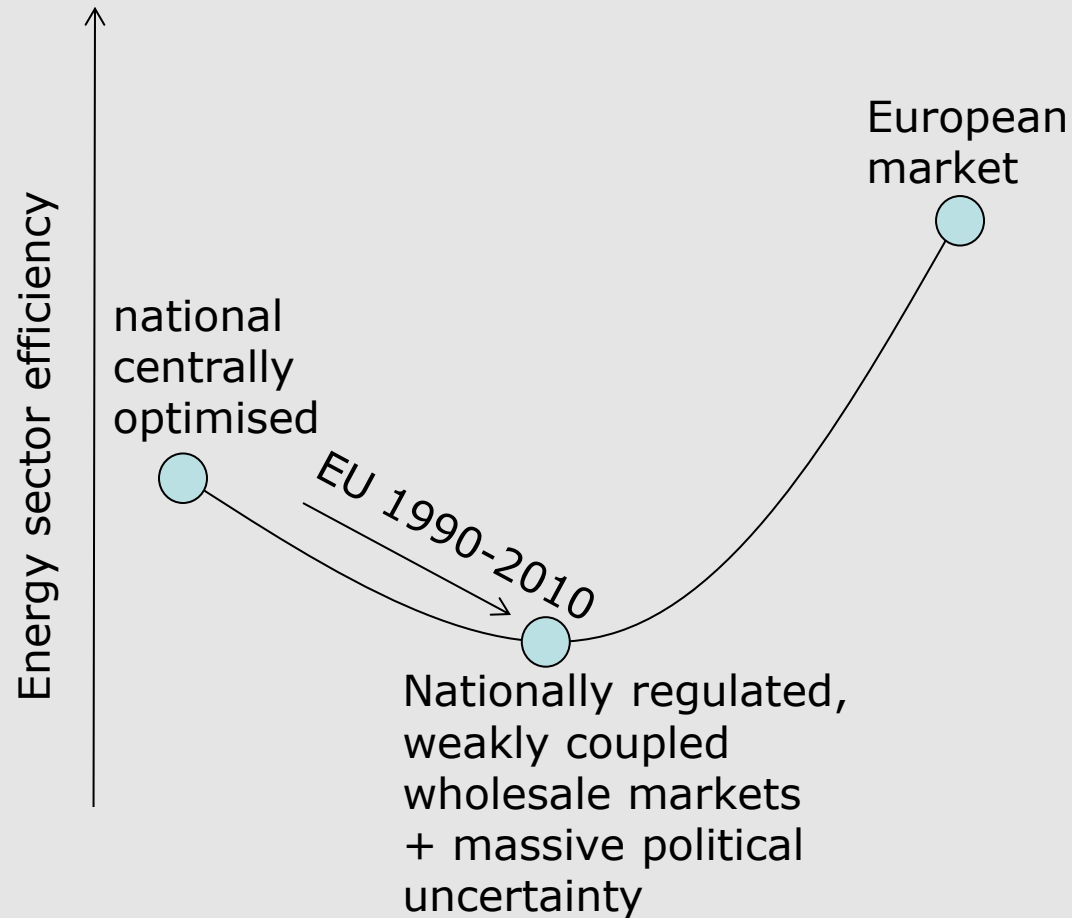 European
market
Energy sector efficiency
national
centrally
optimised
EU 1990-2010
Nationally regulated,
weakly coupled
wholesale markets
+ massive political
uncertainty